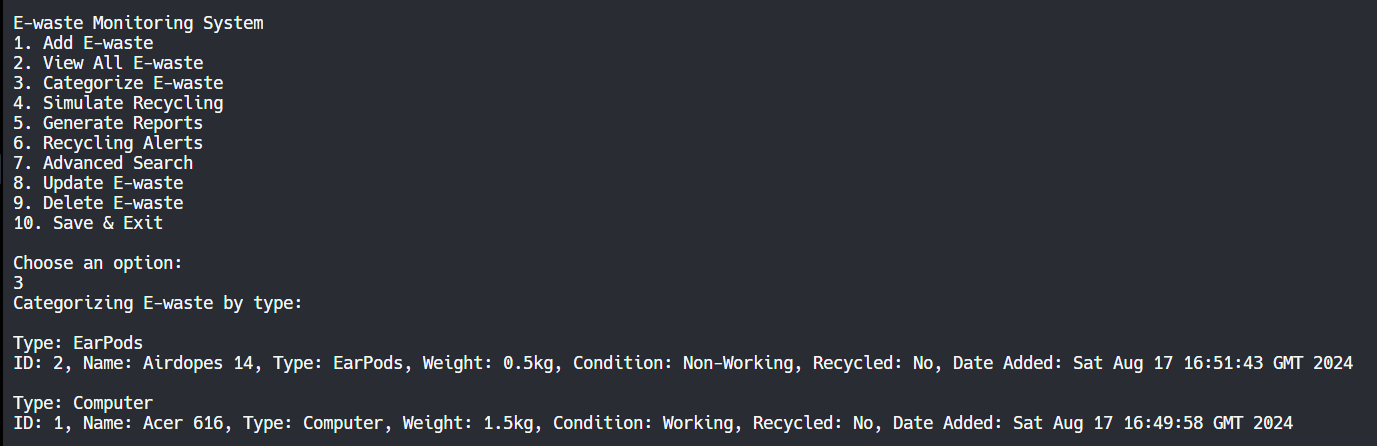 E-waste Monitoring System
1. Add E-waste
2. View All E-waste
3. Categorize E-waste
4. Simulate Recycling
5. Generate Reports
6. Recycling Alerts
7. Advanced Search
8. Update E-waste
9. Delete E-waste
10. Save & Exit
Choose an option:
3
Categorizing E-waste by type:
Type: EarPods
ID: 2, Name: Airdopes 14, Type: EarPods, Weight: 0.5kg, Condition: Non-Working, Recycled: No, Date Added: Sat Aug 17 16:51:43 GMT 2024
Type: Computer
ID: 1, Name: Acer 616, Type: Computer, Weight: 1.5kg, Condition: Working, Recycled: No, Date Added: Sat Aug 17 16:49:58 GMT 2024